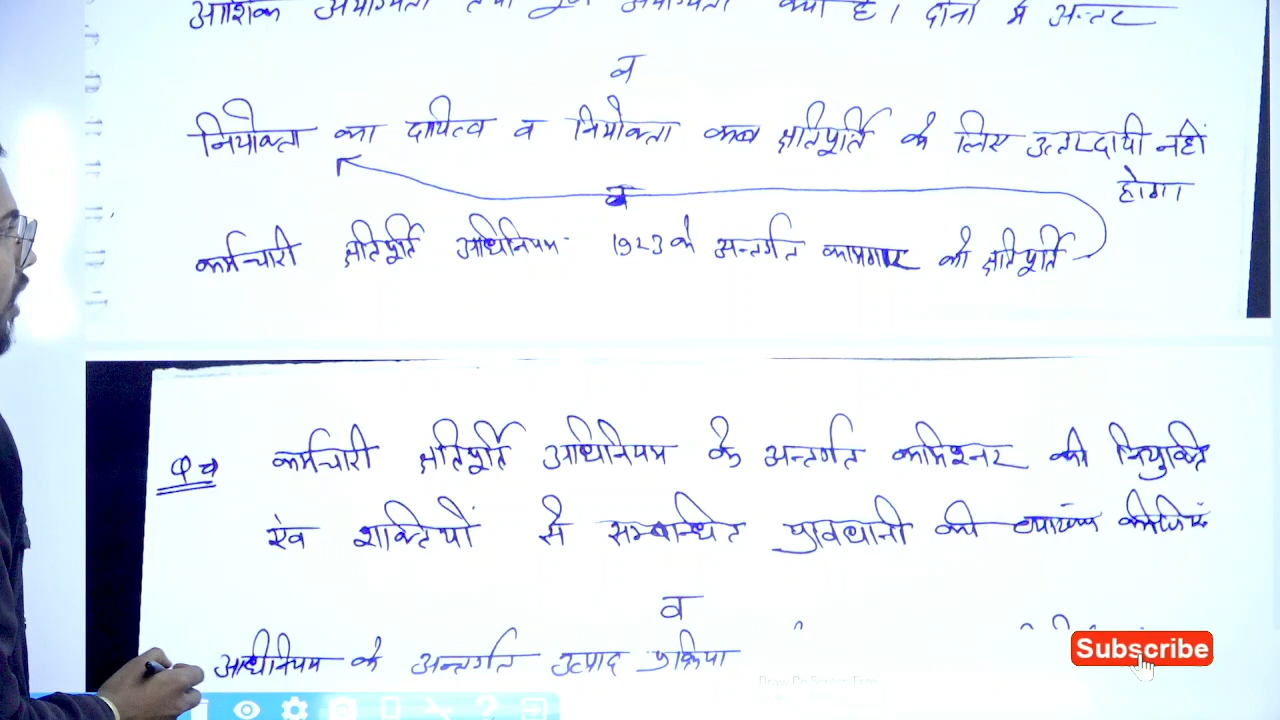 आंशिक अयोग्यता तथा पूर्ण अयोग्यता क्या है। दोनों में अन्तर
व
नियोक्ता का दायित्व व नियोक्ता कब क्षतिपूर्ति के लिए उत्तरदायी नहीं
होगा
व
कर्मचारी क्षतिपूर्ति अधिनियम 1923 के अन्तर्गत कामगार की क्षतिपूर्ति
कर्मचारी क्षतिपूर्ति अधिनियम के अन्तर्गत कमिश्नर की नियुक्ति
एंव शक्तियों से सम्बन्धित प्रावधानों की व्याख्या कीजिएं
व
अधिनियम के अन्तर्गत उत्पाद प्रक्रिया
Subscribe